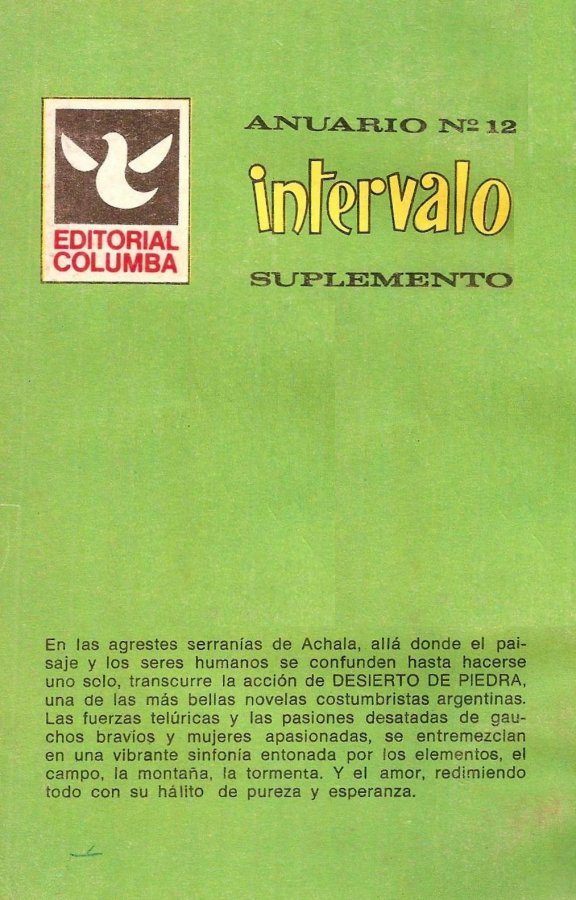 EDITORIAL
COLUMBA
ANUARIO Nº 12
intervalo
SUPLEMENTO
En las agrestes serranías de Achala, allá donde el pai-
saje y los seres humanos se confunden hasta hacerse
uno solo, transcurre la acción de DESIERTO DE PIEDRA,
una de las más bellas novelas costumbristas argentinas.
Las fuerzas telúricas y las pasiones desatadas de gau-
chos bravíos y mujeres apasionadas, se entremezclan
en una vibrante sinfonía entonada por los elementos, el
campo, la montaña, la tormenta. Y el amor, redimiendo
todo con su hálito de pureza y esperanza.